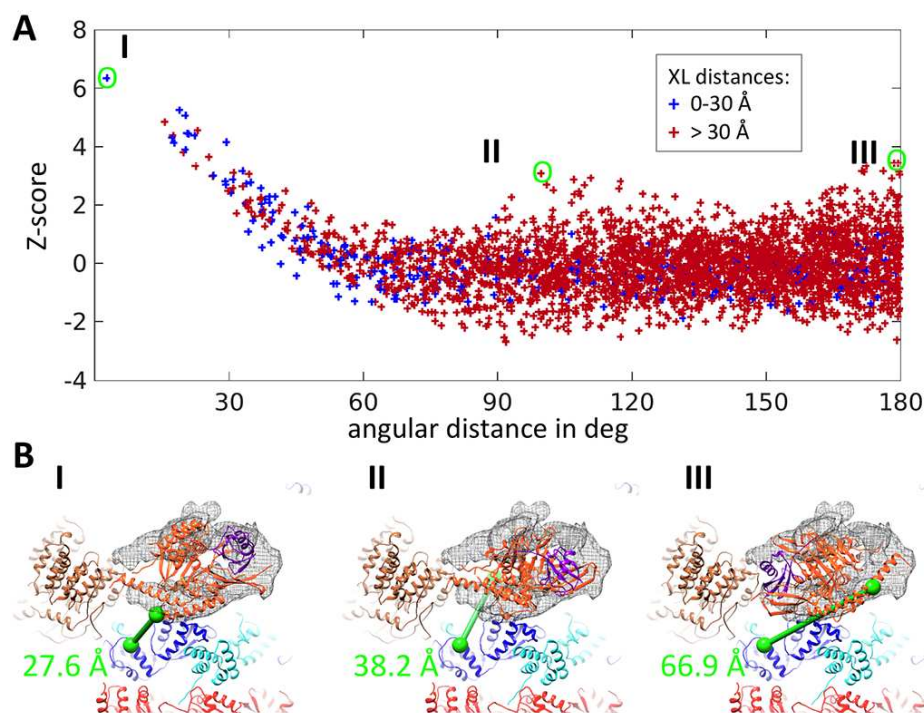 A
I
II
III
XL distances:
+ 0-30 Å
+ > 30 Å
Z-score
8
6
4
2
0
-2
-4
30
60
90
120
150
180
angular distance in deg
B
I
II
III
27.6 Å
38.2 Å
66.9 Å